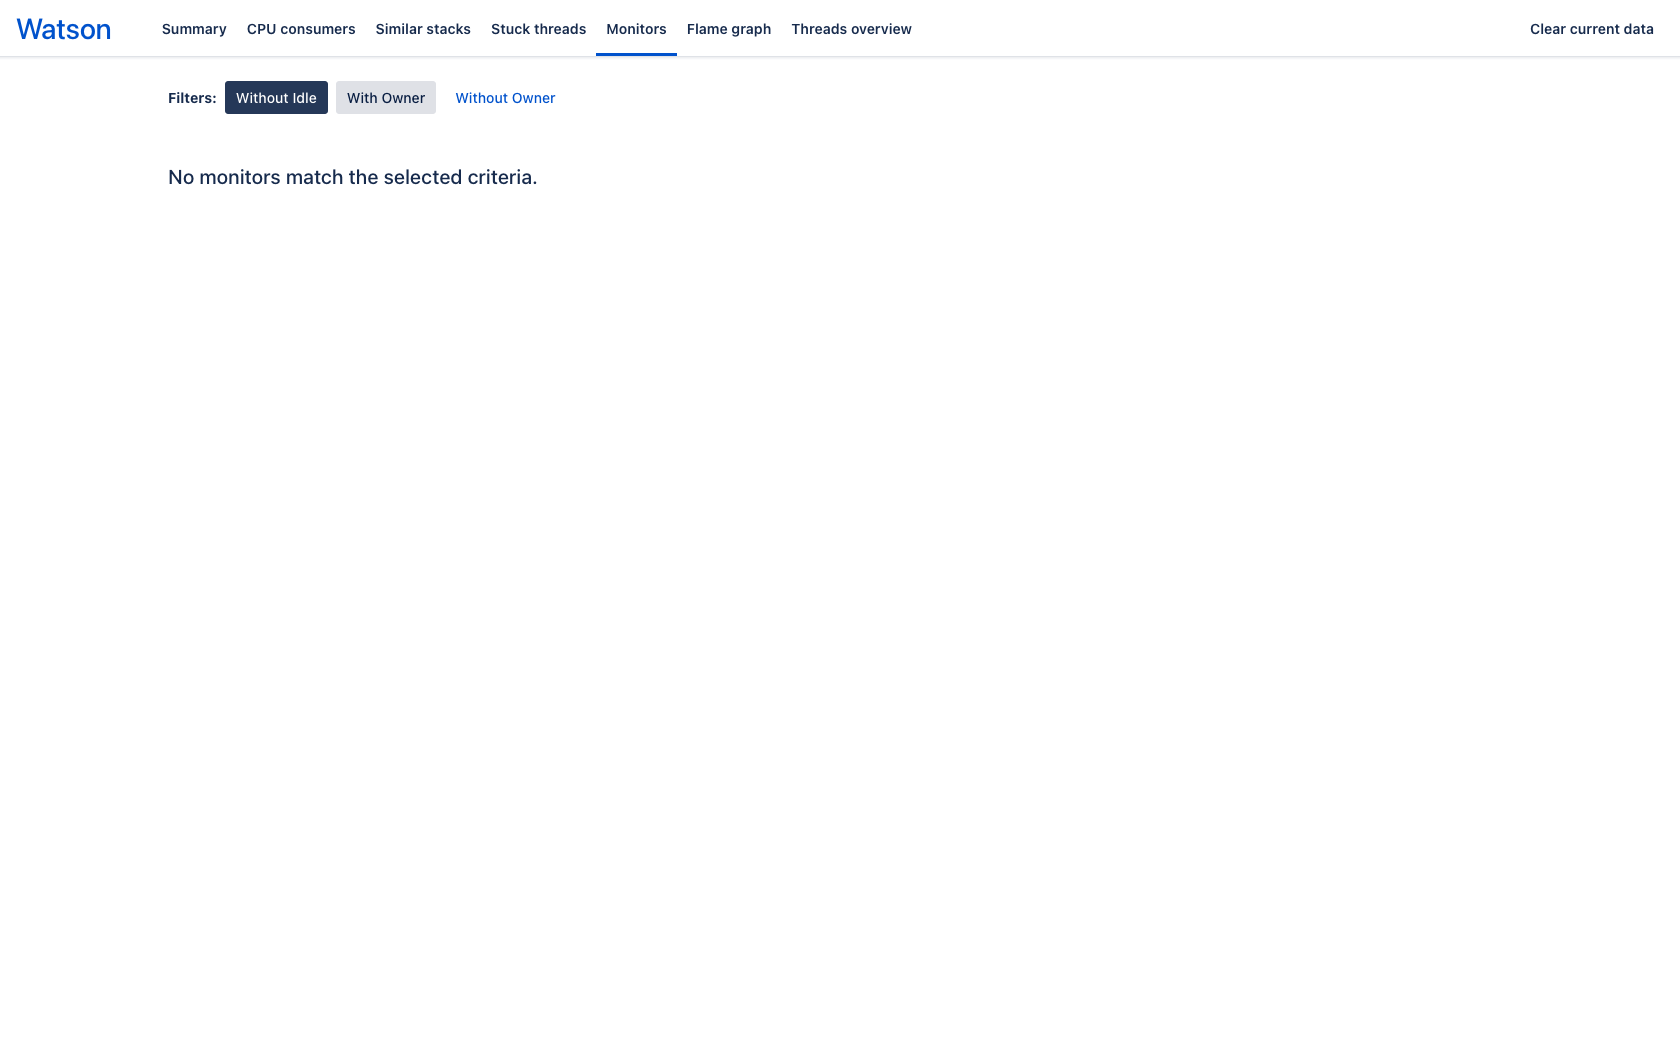 Watson Summary CPU consumers Similar stacks Stuck threads Monitors Flame graph Threads overview Clear current data
Filters: Without Idle With Owner Without Owner
No monitors match the selected criteria.